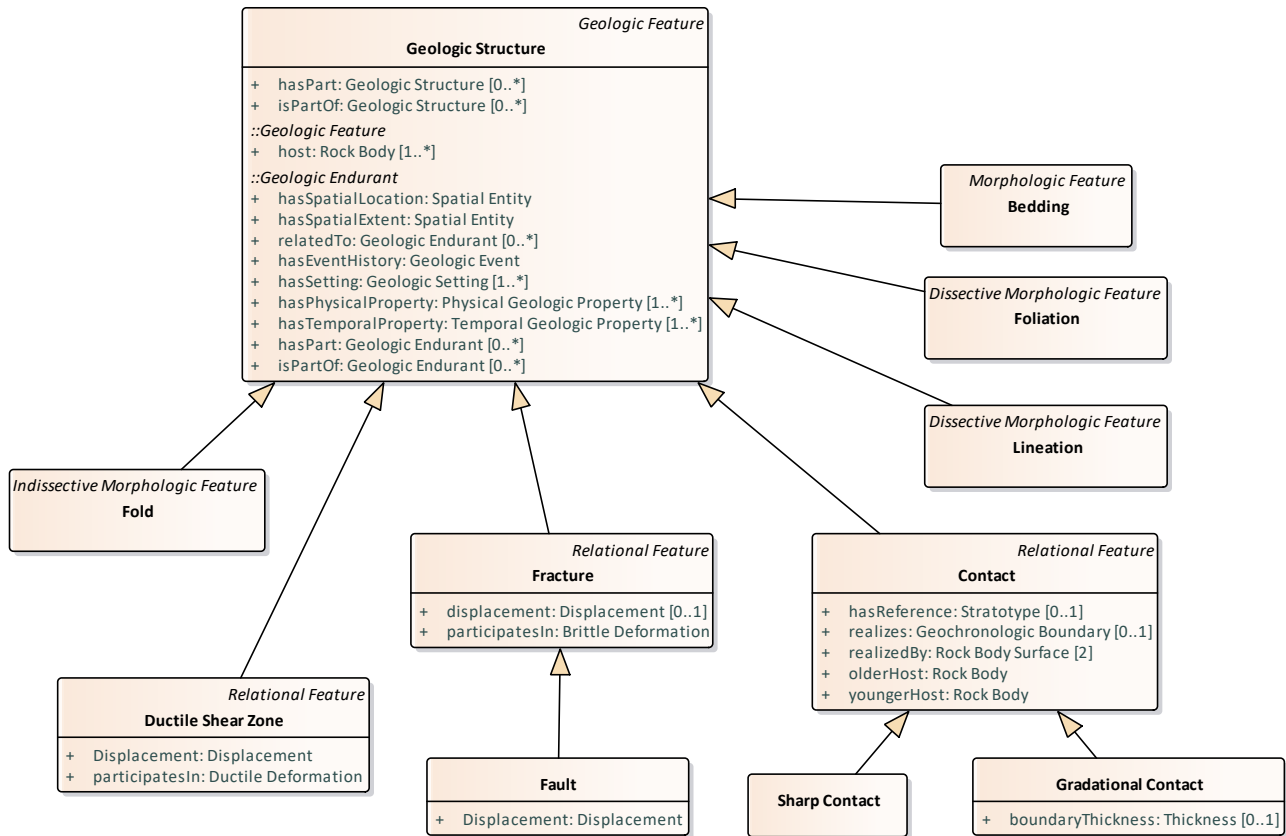 Geologic Feature
Geologic Structure
+ hasPart: Geologic Structure [0..*]
+ isPartOf: Geologic Structure [0..*]
::Geologic Feature
+ host: Rock Body [1..*]
::Geologic Endurant
+ hasSpatialLocation: Spatial Entity
+ hasSpatialExtent: Spatial Entity
+ relatedTo: Geologic Endurant [0..*]
+ hasEventHistory: Geologic Event
+ hasSetting: Geologic Setting [1..*]
+ hasPhysicalProperty: Physical Geologic Property [1..*]
+ hasTemporalProperty: Temporal Geologic Property [1..*]
+ hasPart: Geologic Endurant [0..*]
+ isPartOf: Geologic Endurant [0..*]
Morphologic Feature
Bedding
Dissective Morphologic Feature
Foliation
Dissective Morphologic Feature
Lineation
Indissective Morphologic Feature
Fold
Relational Feature
Fracture
+ displacement: Displacement [0..1]
+ participatesIn: Brittle Deformation
Relational Feature
Contact
+ hasReference: Stratotype [0..1]
+ realizes: Geochronologic Boundary [0..1]
+ realizedBy: Rock Body Surface [2]
+ olderHost: Rock Body
+ youngerHost: Rock Body
Relational Feature
Ductile Shear Zone
+ Displacement: Displacement
+ participatesIn: Ductile Deformation
Fault
+ Displacement: Displacement
Sharp Contact
Gradational Contact
+ boundaryThickness: Thickness [0..1]